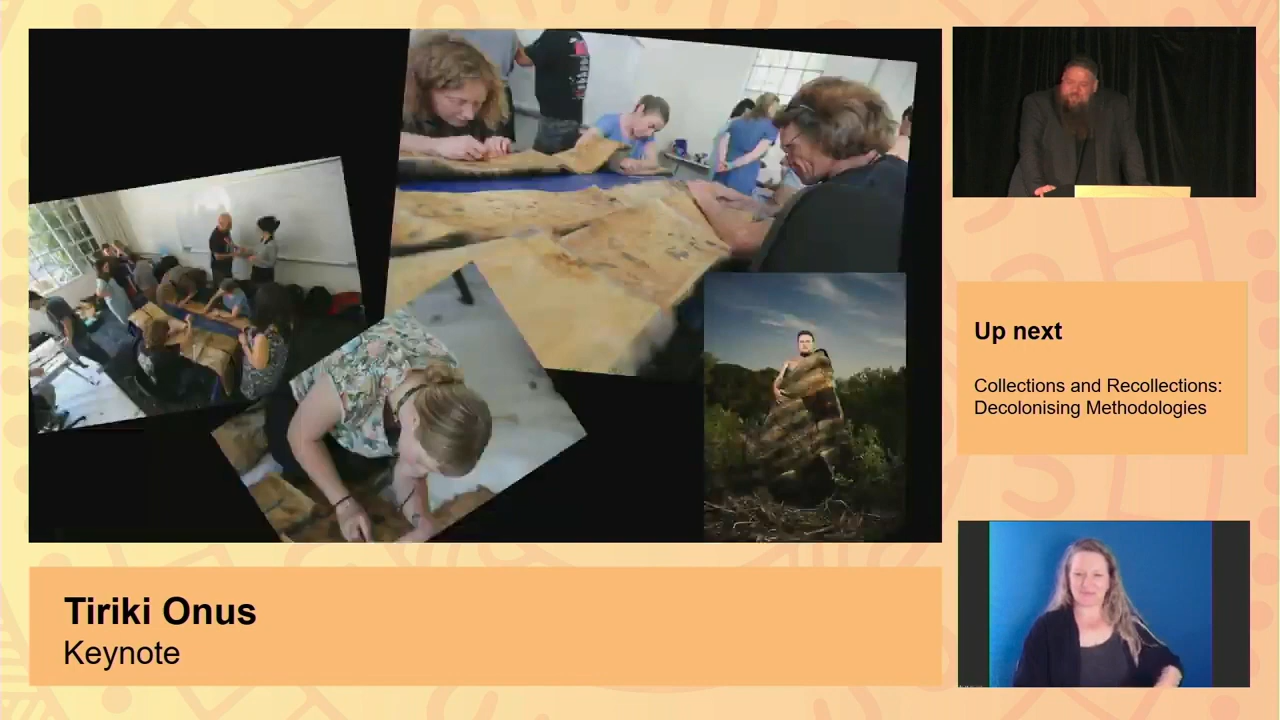 Up next
Collections and Recollections:
Decolonising Methodologies
Tiriki Onus
Keynote